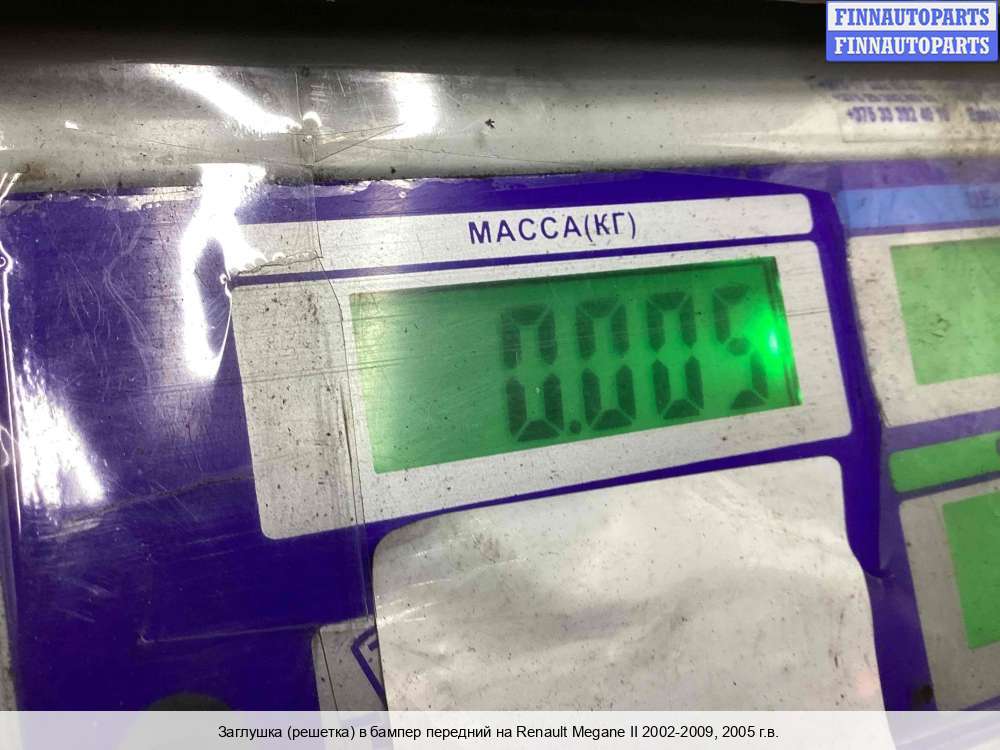 FINNAUTOPARTS
FINNAUTOPARTS
МАССА(КГ)
0.005
Заглушка (решетка) в бампер передний на Renault Megane II 2002-2009, 2005 г.в.